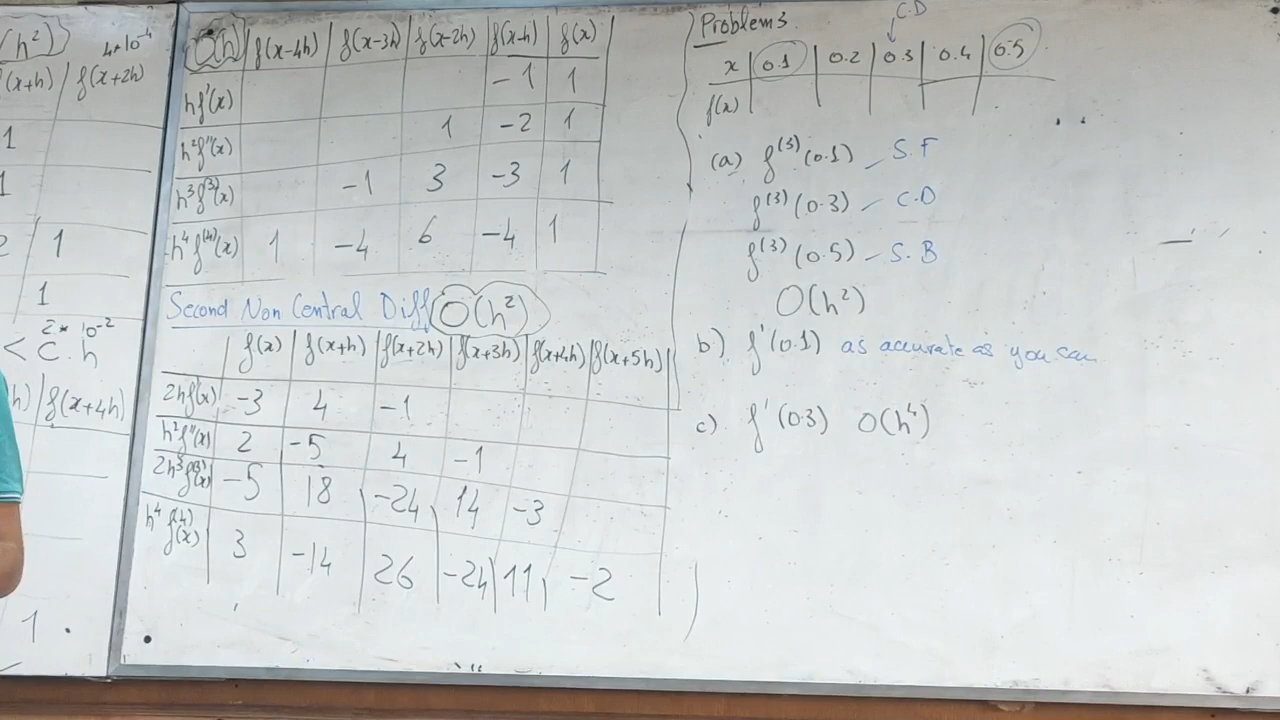 (h²)
4*10⁻⁴
(x+h) | f(x+2h)
1
1
2 | 1
1
2*10⁻²
< C.h
h) | f(x+4h)
1
O(h) | f(x-4h) | f(x-3h) | f(x-2h) | f(x-h) | f(x)
hf'(x) -1 1
h²f''(x) 1 -2 1
h³f⁽³⁾(x) -1 3 -3 1
h⁴f⁽⁴⁾(x) 1 -4 6 -4 1
Second Non Central Diff O(h²)
f(x) | f(x+h) | f(x+2h) | f(x+3h) | f(x+4h) | f(x+5h)
2hf'(x) -3 4 -1
h²f''(x) 2 -5 4 -1
2h³f⁽³⁾(x) -5 18 -24 14 -3
h⁴f⁽⁴⁾(x) 3 -14 26 -24 11 -2
Problem 3.
C.D
x | 0.1 | 0.2 | 0.3 | 0.4 | 0.5
f(x)
(a) f⁽³⁾(0.1) – S.F
f⁽³⁾(0.3) – C.D
f⁽³⁾(0.5) – S.B
O(h²)
b) f'(0.1) as accurate as you can
c) f'(0.3) O(h⁴)